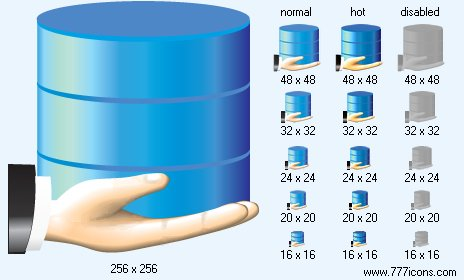 normal hot disabled
48 x 48 48 x 48 48 x 48
32 x 32 32 x 32 32 x 32
24 x 24 24 x 24 24 x 24
20 x 20 20 x 20 20 x 20
16 x 16 16 x 16 16 x 16
256 x 256
www.777icons.com